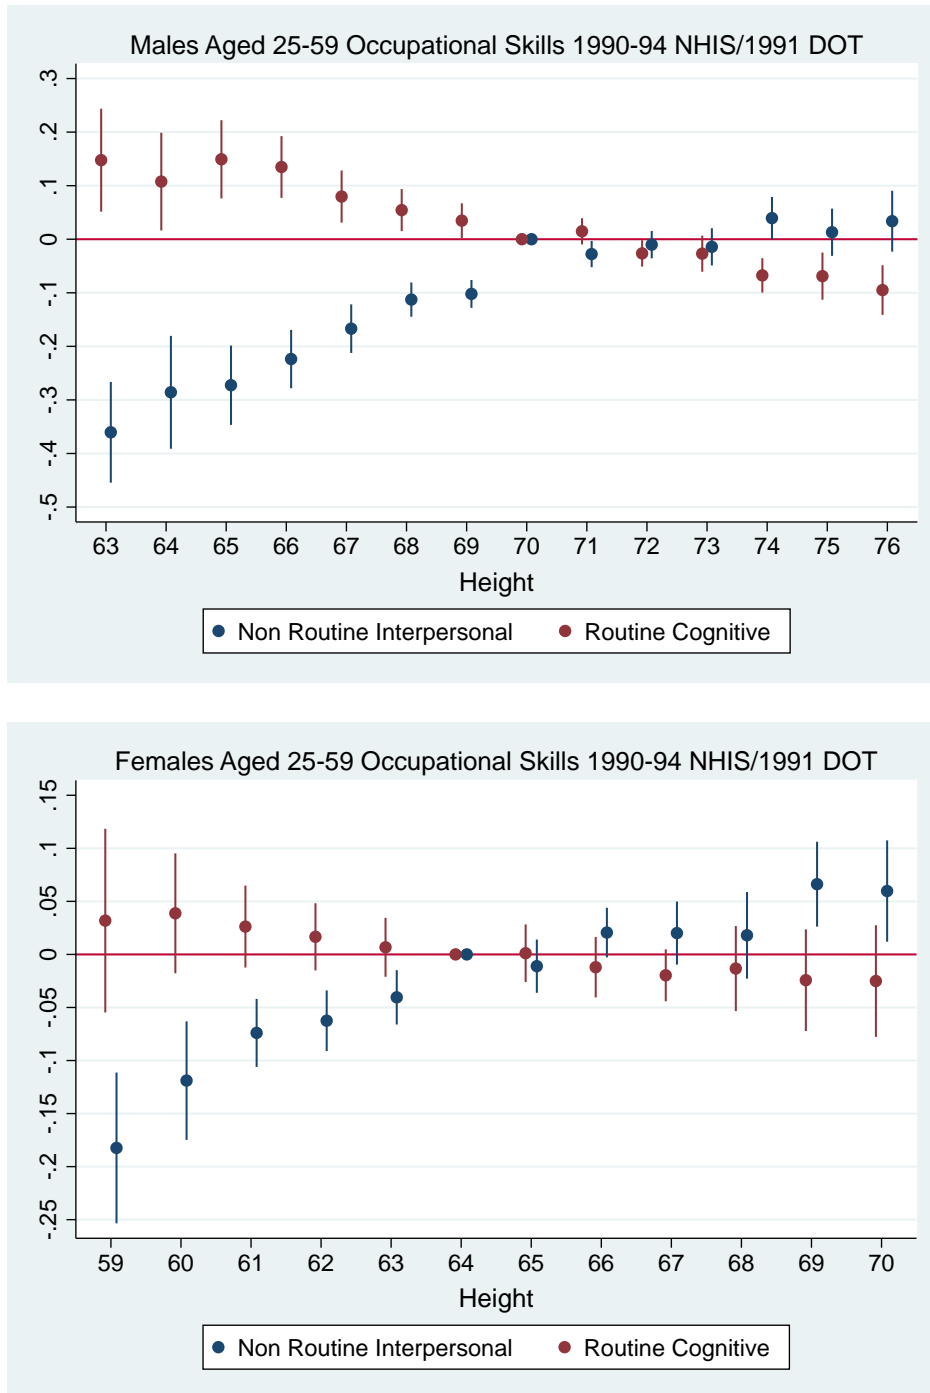 Males Aged 25-59 Occupational Skills 1990-94 NHIS/1991 DOT
.3
.2
.1
0
-.1
-.2
-.3
-.4
-.5
63 64 65 66 67 68 69 70 71 72 73 74 75 76
Height
Non Routine Interpersonal Routine Cognitive
Females Aged 25-59 Occupational Skills 1990-94 NHIS/1991 DOT
.15
.1
.05
0
-.05
-.1
-.15
-.2
-.25
59 60 61 62 63 64 65 66 67 68 69 70
Height
Non Routine Interpersonal Routine Cognitive